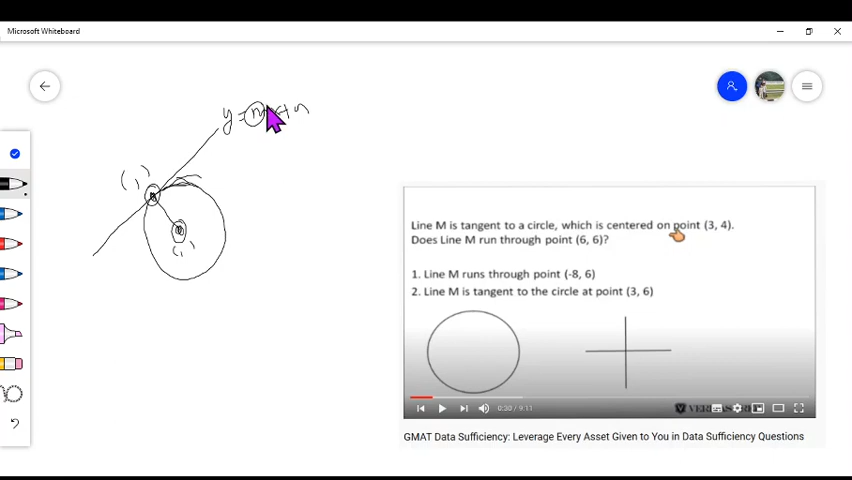 Microsoft Whiteboard
y =
( , )
( , )
Line M is tangent to a circle, which is centered on point (3, 4).
Does Line M run through point (6, 6)?
1. Line M runs through point (-8, 6)
2. Line M is tangent to the circle at point (3, 6)
0:30 / 9:11
GMAT Data Sufficiency: Leverage Every Asset Given to You in Data Sufficiency Questions